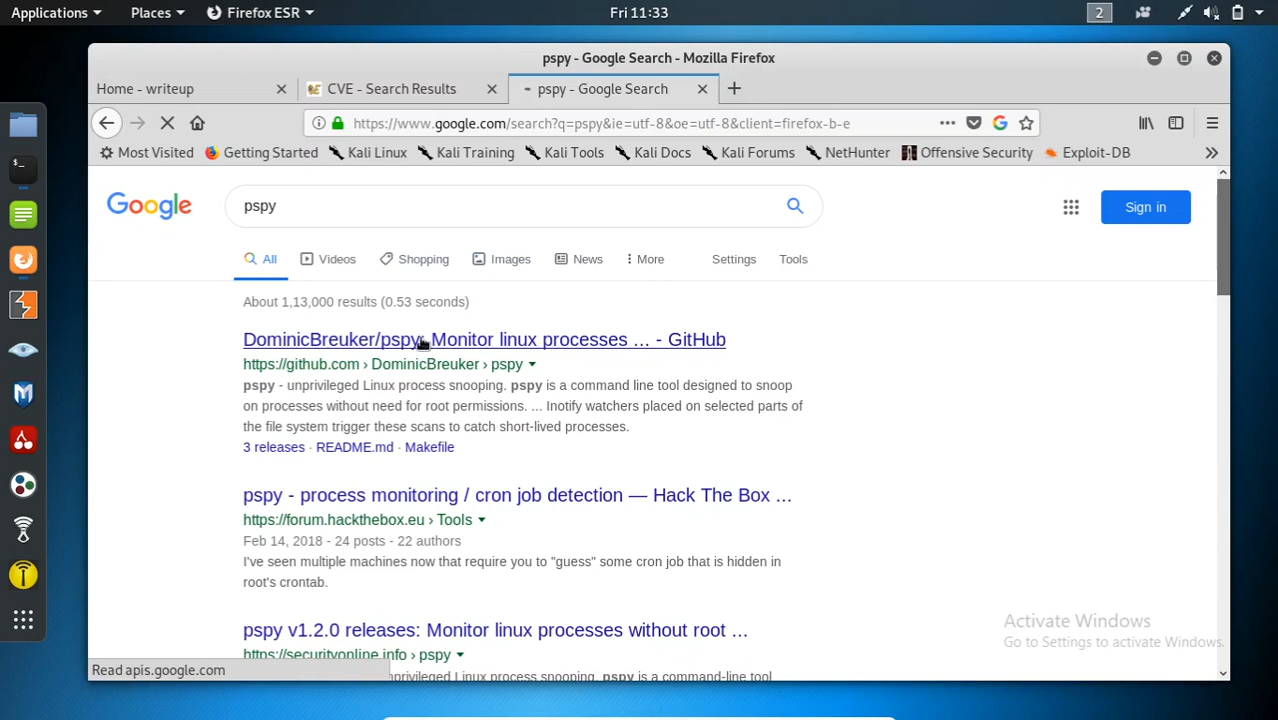 Applications Places Firefox ESR Fri 11:33 2
pspy - Google Search - Mozilla Firefox
Home - writeup CVE - Search Results pspy - Google Search
https://www.google.com/search?q=pspy&ie=utf-8&oe=utf-8&client=firefox-b-e
Most Visited Getting Started Kali Linux Kali Training Kali Tools Kali Docs Kali Forums NetHunter Offensive Security Exploit-DB
Google pspy Sign in
All Videos Shopping Images News More Settings Tools
About 1,13,000 results (0.53 seconds)
DominicBreuker/pspy: Monitor linux processes ... - GitHub
https://github.com › DominicBreuker › pspy
pspy - unprivileged Linux process snooping. pspy is a command line tool designed to snoop
on processes without need for root permissions. ... Inotify watchers placed on selected parts of
the file system trigger these scans to catch short-lived processes.
3 releases · README.md · Makefile
pspy - process monitoring / cron job detection — Hack The Box ...
https://forum.hackthebox.eu › Tools
Feb 14, 2018 - 24 posts - 22 authors
I've seen multiple machines now that require you to "guess" some cron job that is hidden in
root's crontab.
pspy v1.2.0 releases: Monitor linux processes without root ...
https://securityonline.info › pspy
nprivileged Linux process snooping. pspy is a command-line tool
Read apis.google.com
Activate Windows
Go to Settings to activate Windows.